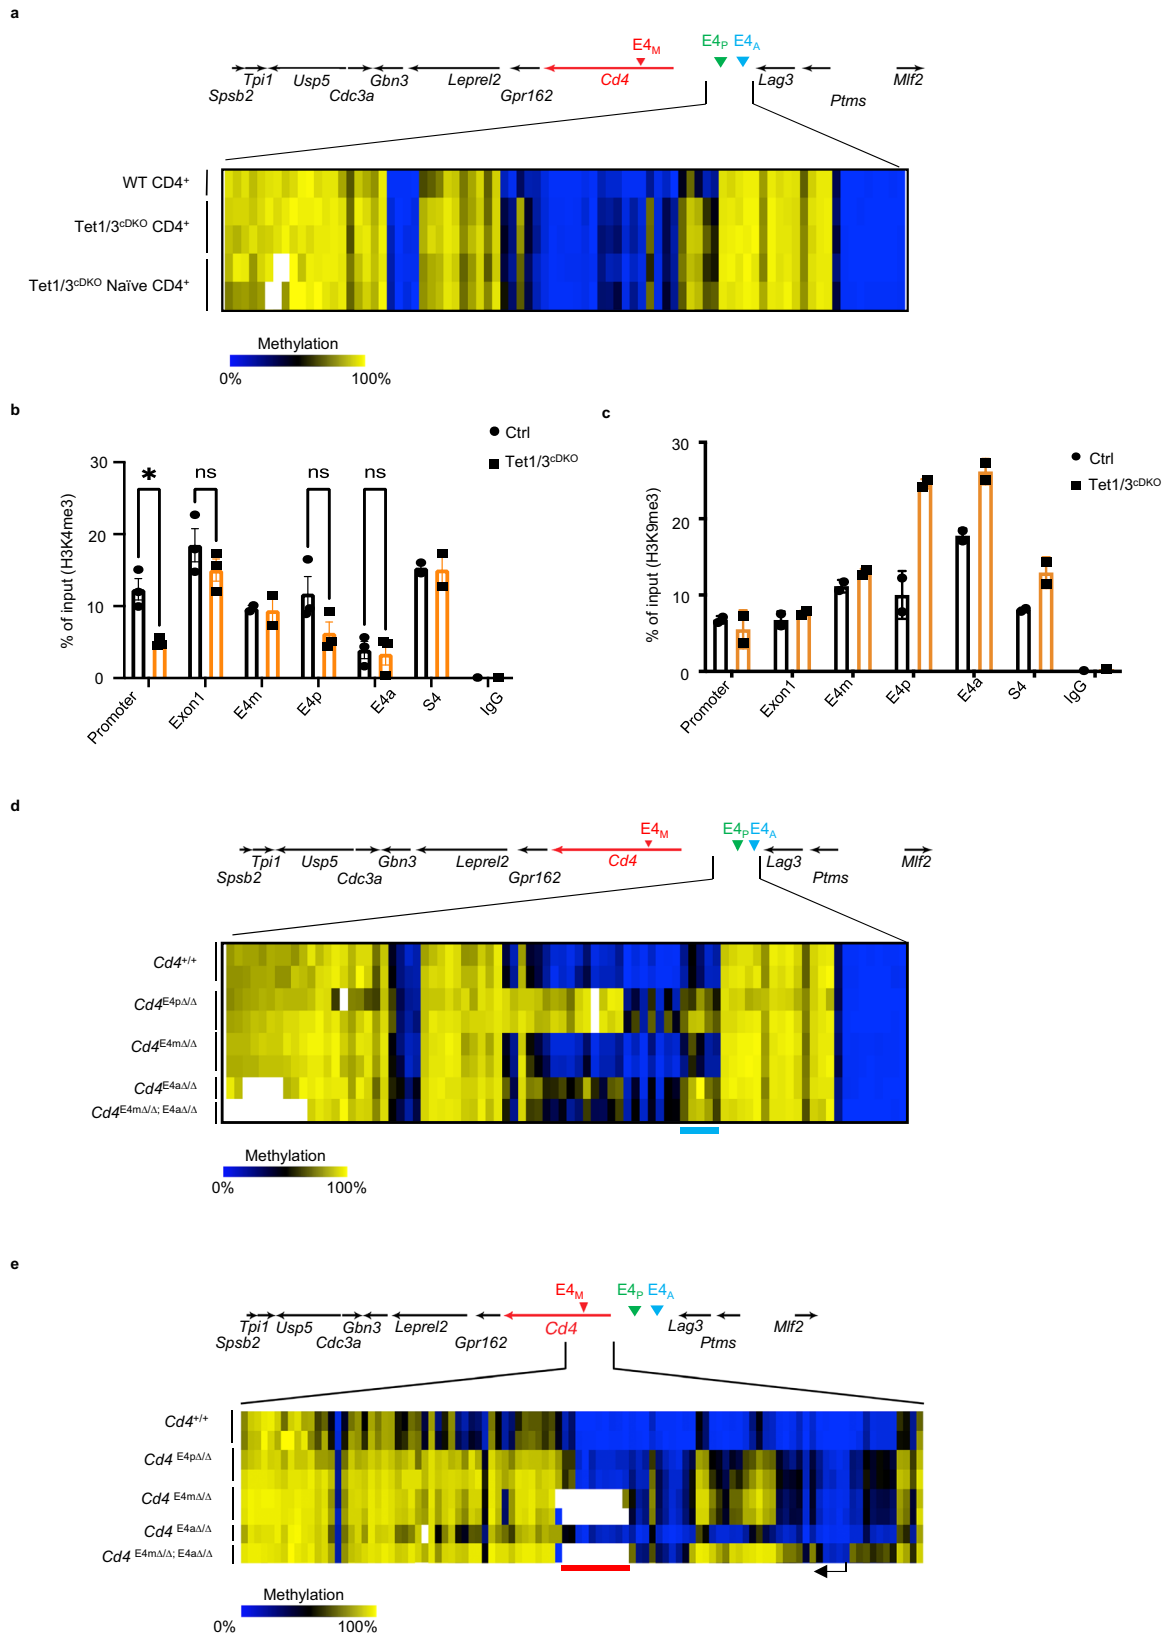 a
E4M
E4P E4A
Tpi1 Usp5 Gbn3 Leprel2 Cd4 Lag3 Mlf2
Spsb2 Cdc3a Gpr162 Ptms
WT CD4+
Tet1/3cDKO CD4+
Tet1/3cDKO Naïve CD4+
Methylation
0% 100%
b
Ctrl
Tet1/3cDKO
% of input (H3K4me3)
30
20
10
0
* ns ns ns
Promoter Exon1 E4m E4p E4a S4 IgG
c
Ctrl
Tet1/3cDKO
% of input (H3K9me3)
30
20
10
0
Promoter Exon1 E4m E4p E4a S4 IgG
d
E4M E4P E4A
Tpi1 Usp5 Gbn3 Leprel2 Cd4 Lag3 Mlf2
Spsb2 Cdc3a Gpr162 Ptms
Cd4+/+
Cd4E4pΔ/Δ
Cd4E4mΔ/Δ
Cd4E4aΔ/Δ
Cd4E4mΔ/Δ; E4aΔ/Δ
Methylation
0% 100%
e
E4M E4P E4A
Tpi1 Usp5 Gbn3 Leprel2 Cd4 Lag3 Mlf2
Spsb2 Cdc3a Gpr162 Ptms
Cd4+/+
Cd4 E4pΔ/Δ
Cd4 E4mΔ/Δ
Cd4 E4aΔ/Δ
Cd4 E4mΔ/Δ; E4aΔ/Δ
Methylation
0% 100%